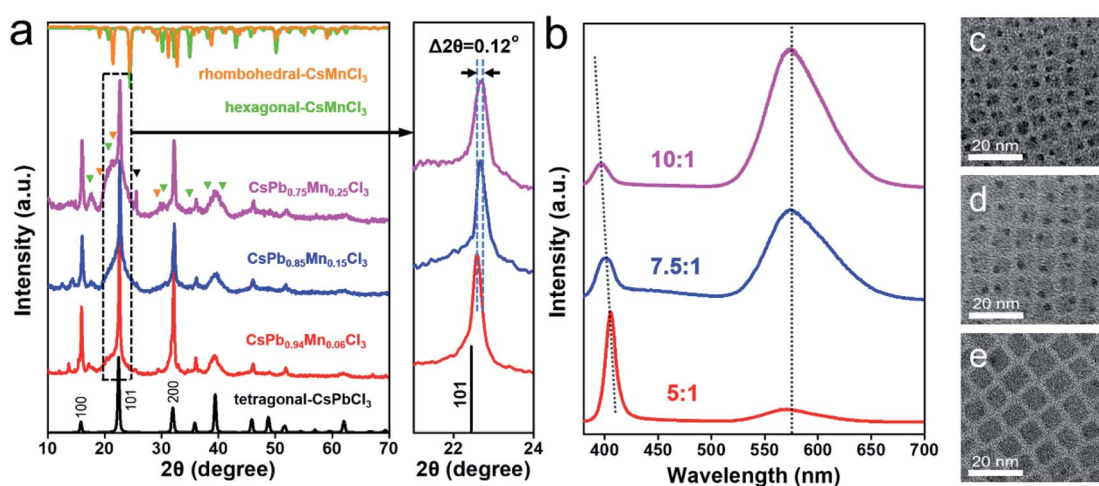 a
Intensity (a.u.)
rhombohedral-CsMnCl₃
hexagonal-CsMnCl₃
CsPb₀.₇₅Mn₀.₂₅Cl₃
CsPb₀.₈₅Mn₀.₁₅Cl₃
CsPb₀.₉₄Mn₀.₀₆Cl₃
tetragonal-CsPbCl₃
100
101
200
10 20 30 40 50 60 70
2θ (degree)
Δ2θ=0.12°
101
22 23 24
2θ (degree)
b
Intensity (a.u.)
10:1
7.5:1
5:1
400 450 500 550 600 650 700
Wavelength (nm)
c
20 nm
d
20 nm
e
20 nm